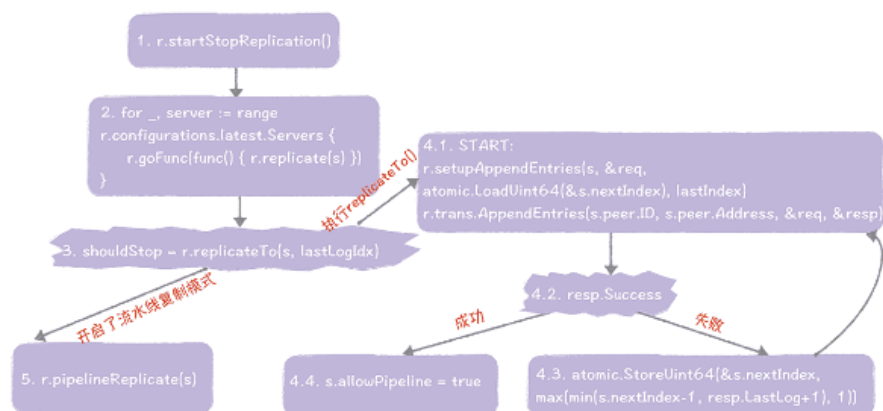 1. r.startStopReplication()
2. for _, server := range
r.configurations.latest.Servers {
r.goFunc(func() { r.replicate(s) })
}
执行replicateTo()
4.1. START:
r.setupAppendEntries(s, &req,
atomic.LoadUint64(&s.nextIndex), lastIndex)
r.trans.AppendEntries(s.peer.ID, s.peer.Address, &req, &resp)
3. shouldStop = r.replicateTo(s, lastLogIdx)
4.2. resp.Success
开启了流水线复制模式
成功
失败
5. r.pipelineReplicate(s)
4.4. s.allowPipeline = true
4.3. atomic.StoreUint64(&s.nextIndex,
max(min(s.nextIndex-1, resp.LastLog+1), 1))